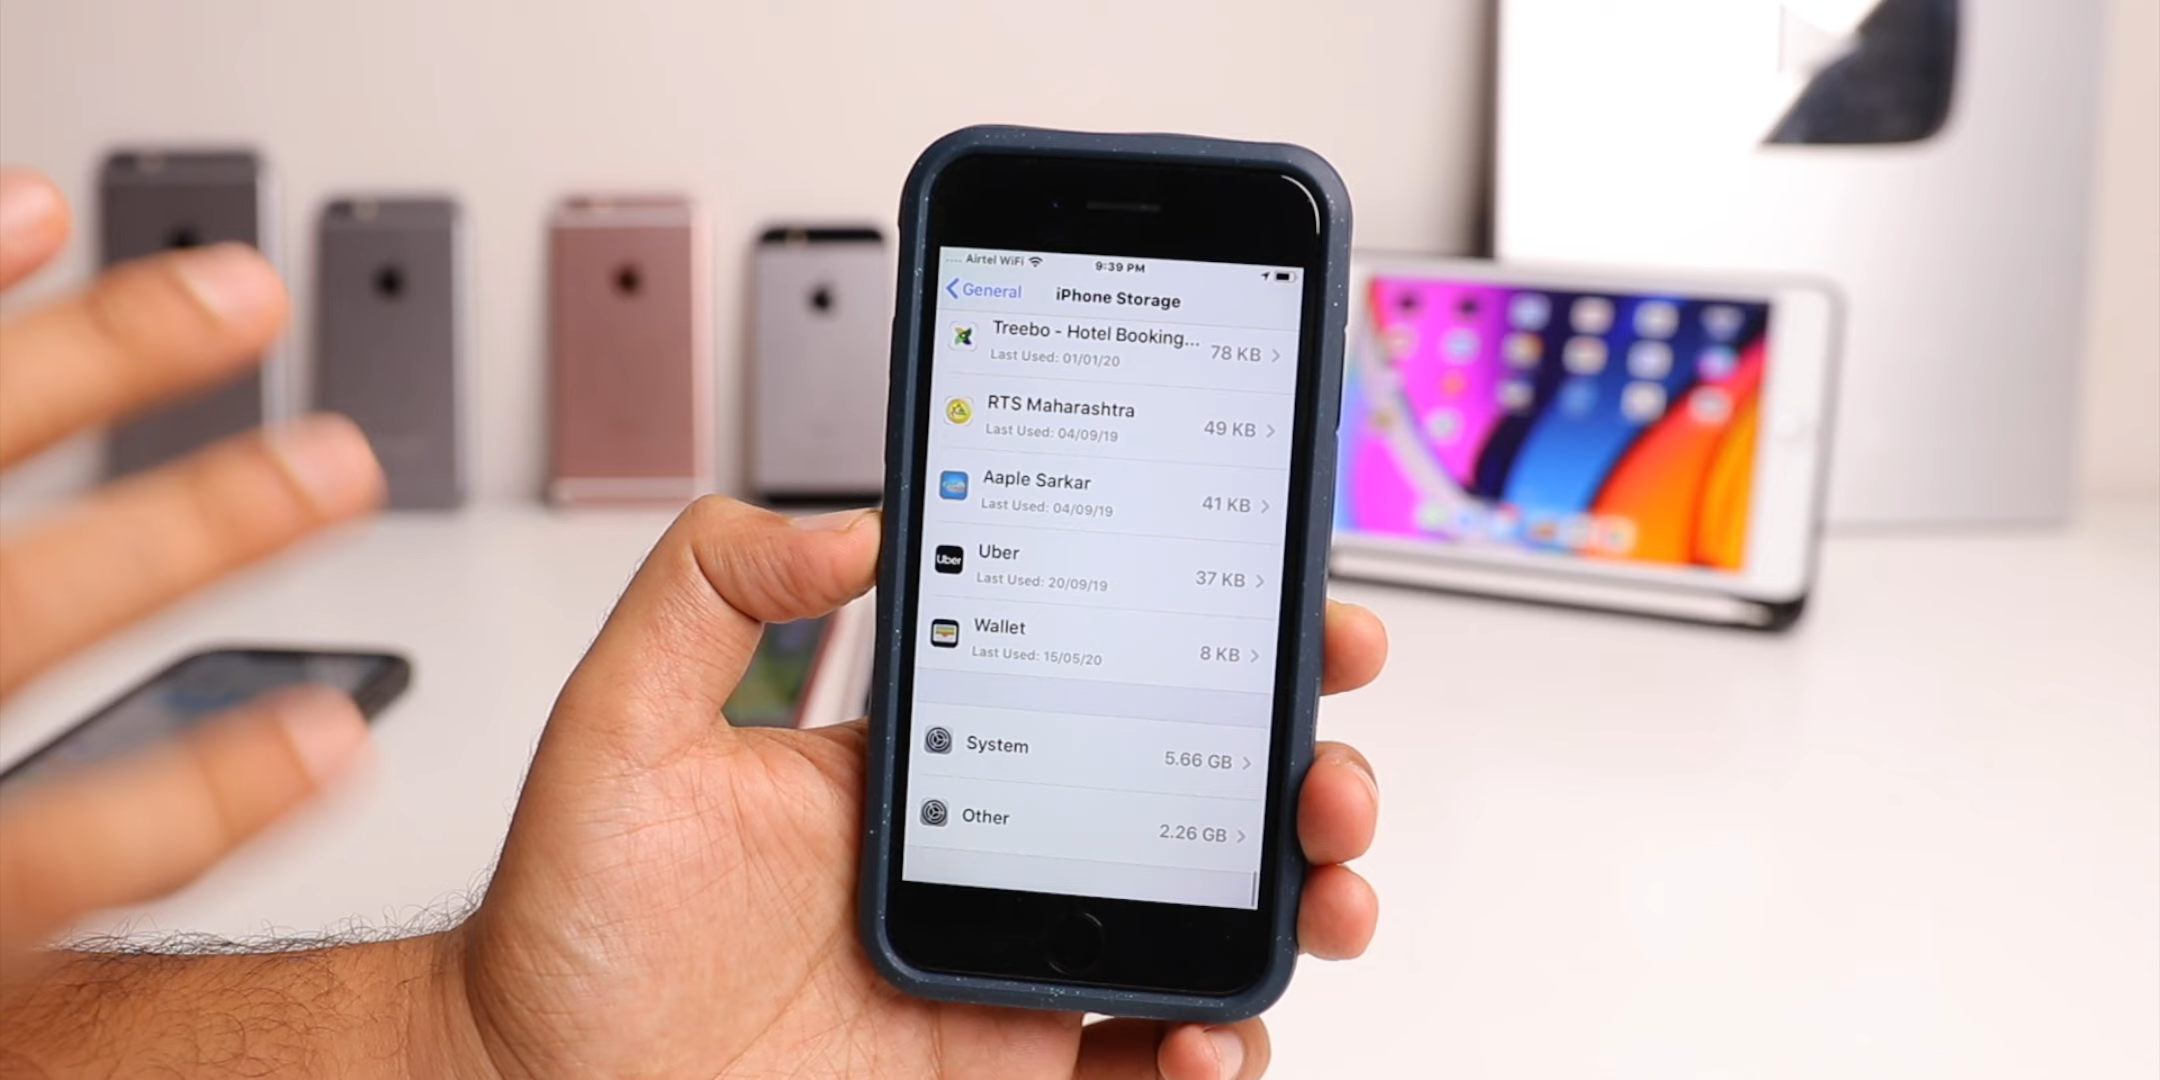 Airtel WiFi 9:39 PM
General iPhone Storage
Treebo - Hotel Booking... 78 KB
Last Used: 01/01/20
RTS Maharashtra 49 KB
Last Used: 04/09/19
Aaple Sarkar 41 KB
Last Used: 04/09/19
Uber Uber 37 KB
Last Used: 20/09/19
Wallet 8 KB
Last Used: 15/05/20
System 5.66 GB
Other 2.26 GB